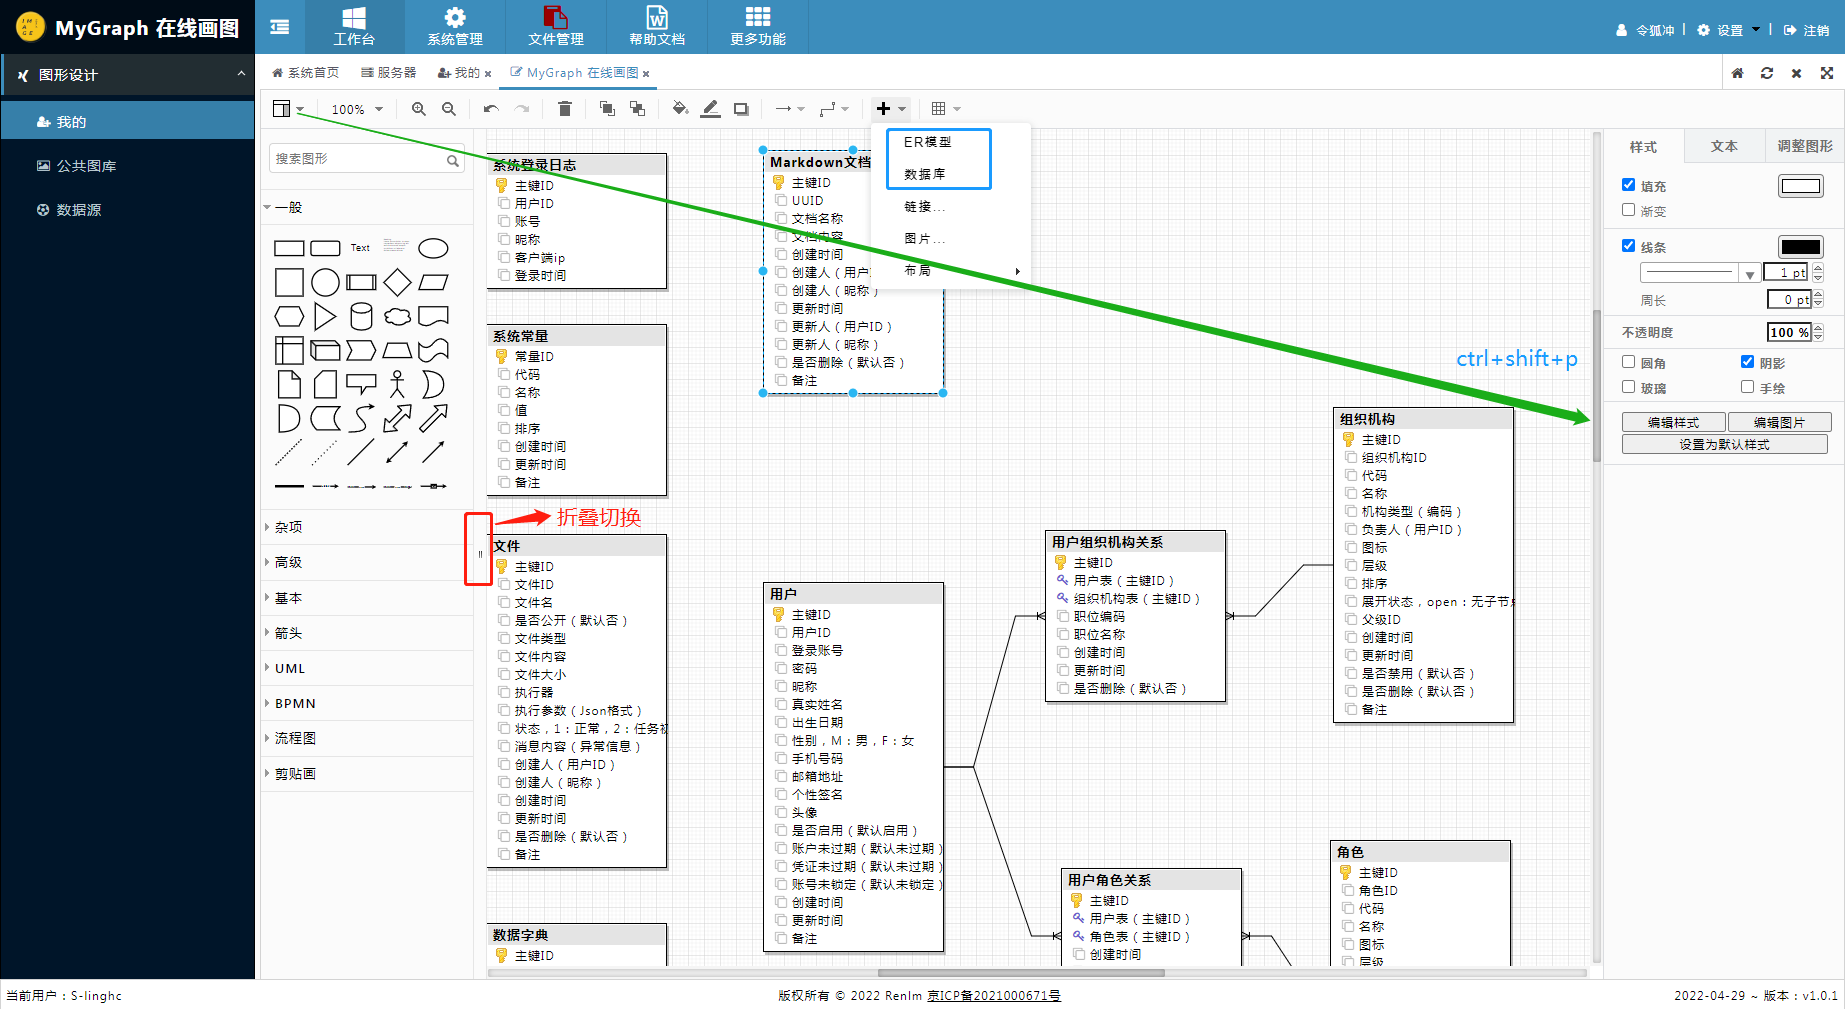 MyGraph 在线画图
工作台
系统管理
文件管理
帮助文档
更多功能
令狐冲
设置
注销
图形设计
我的
公共图库
数据源
系统首页
服务器
我的
MyGraph 在线画图
100%
搜索图形
一般
Text
杂项
高级
基本
箭头
UML
BPMN
流程图
剪贴画
折叠切换
ER模型
数据库
链接...
图片...
布局
ctrl+shift+p
系统登录日志
主键ID
用户ID
账号
昵称
客户端ip
登录时间
系统常量
常量ID
代码
名称
值
排序
创建时间
更新时间
备注
文件
主键ID
文件ID
文件名
是否公开（默认否）
文件类型
文件内容
文件大小
执行器
执行参数（Json格式）
状态，1：正常，2：任务
消息内容（异常信息）
创建人（用户ID）
创建人（昵称）
创建时间
更新时间
是否删除（默认否）
备注
数据字典
主键ID
Markdown文档
主键ID
UUID
文档名称
文档内容
创建时间
创建人（用户
创建人（昵称）
更新时间
更新人（用户ID）
更新人（昵称）
是否删除（默认否）
备注
用户
主键ID
用户ID
登录账号
密码
昵称
真实姓名
出生日期
性别，M：男，F：女
手机号码
邮箱地址
个性签名
头像
是否启用（默认启用）
账户未过期（默认未过期）
凭证未过期（默认未过期）
账号未锁定（默认未锁定）
创建时间
更新时间
备注
用户组织机构关系
主键ID
用户表（主键ID）
组织机构表（主键ID）
职位编码
职位名称
创建时间
更新时间
是否删除（默认否）
用户角色关系
主键ID
用户表（主键ID）
角色表（主键ID）
创建时间
组织机构
主键ID
组织机构ID
代码
名称
机构类型（编码）
负责人（用户ID）
图标
层级
排序
展开状态，open：无子节
父级ID
创建时间
更新时间
是否禁用（默认否）
是否删除（默认否）
备注
角色
主键ID
角色ID
代码
名称
图标
层级
样式
文本
调整图形
填充
渐变
线条
1 pt
周长
0 pt
不透明度
100 %
圆角
阴影
玻璃
手绘
编辑样式
编辑图片
设置为默认样式
当前用户：S-linghc
版权所有 © 2022 Renlm 京ICP备2021000671号
2022-04-29 ~ 版本：v1.0.1